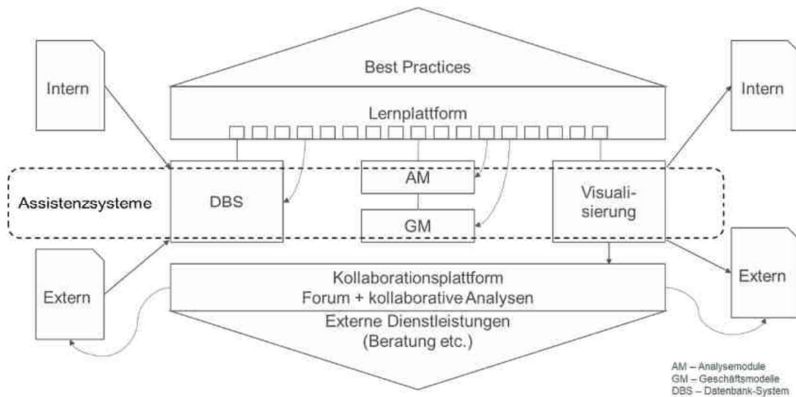 Best Practices
Intern
Intern
Lernplattform
Assistenzsysteme
DBS
AM
GM
Visuali-
sierung
Extern
Extern
Kollaborationsplattform
Forum + kollaborative Analysen
Externe Dienstleistungen
(Beratung etc.)
AM – Analysemodule
GM – Geschäftsmodelle
DBS – Datenbank-System